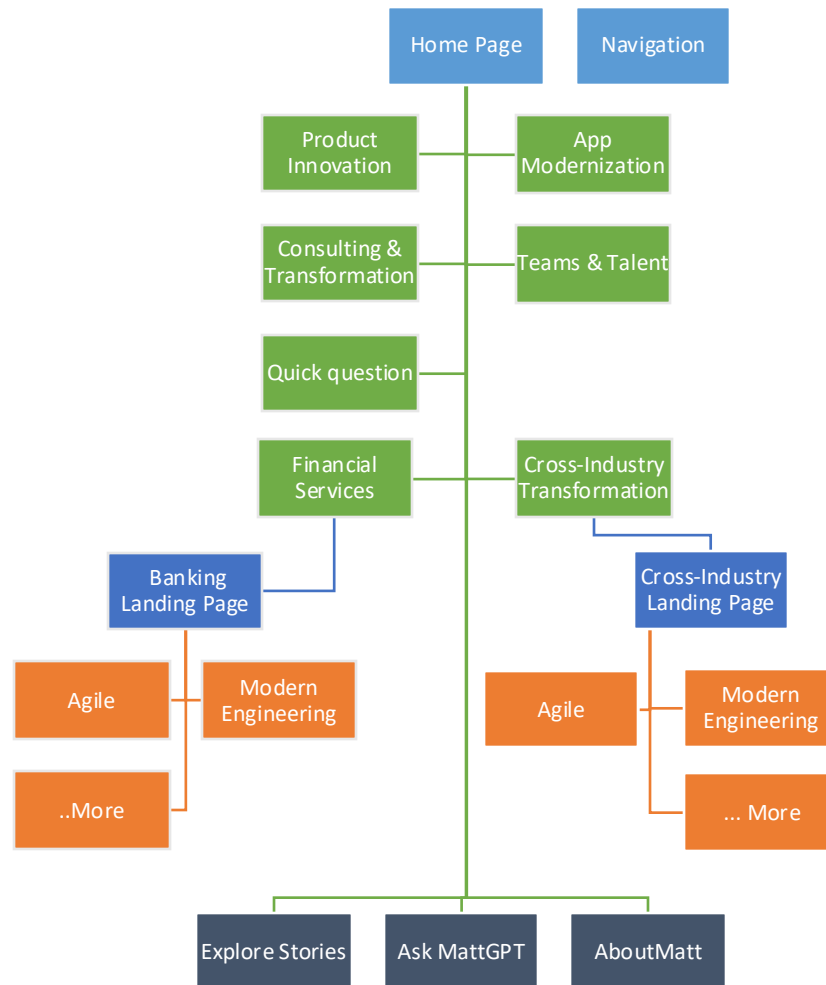 Home Page
Navigation
Product
Innovation
App
Modernization
Consulting &
Transformation
Teams & Talent
Quick question
Financial
Services
Cross-Industry
Transformation
Banking
Landing Page
Cross-Industry
Landing Page
Agile
Modern
Engineering
Agile
Modern
Engineering
..More
... More
Explore Stories
Ask MattGPT
AboutMatt